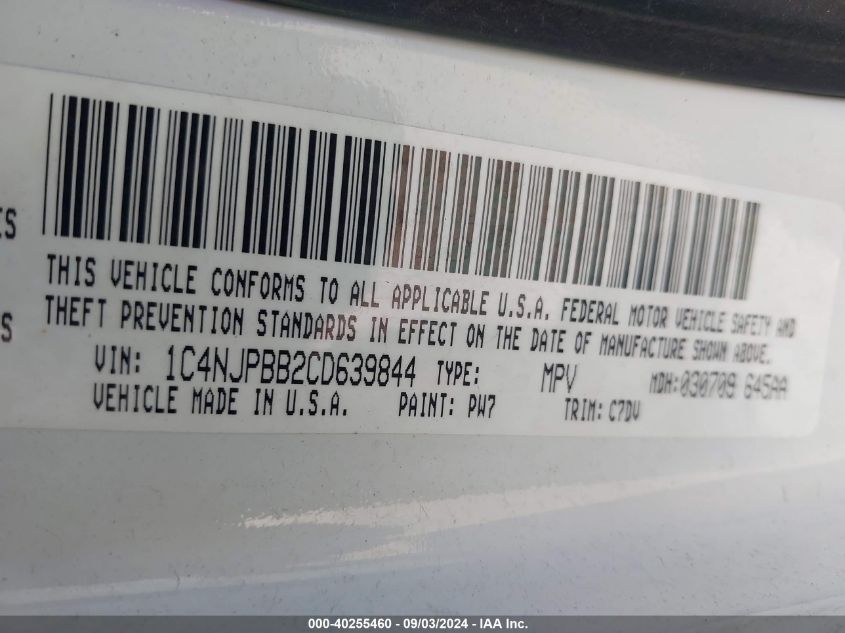 IS
S
THIS VEHICLE CONFORMS TO ALL APPLICABLE U.S.A. FEDERAL MOTOR VEHICLE SAFETY AND
THEFT PREVENTION STANDARDS IN EFFECT ON THE DATE OF MANUFACTURE SHOWN ABOVE.
VIN: 1C4NJPBB2CD639844 TYPE: MPV MDH:030709
VEHICLE MADE IN U.S.A. PAINT: PW7 TRIM: C7DV
000-40255460 - 09/03/2024 - IAA Inc.